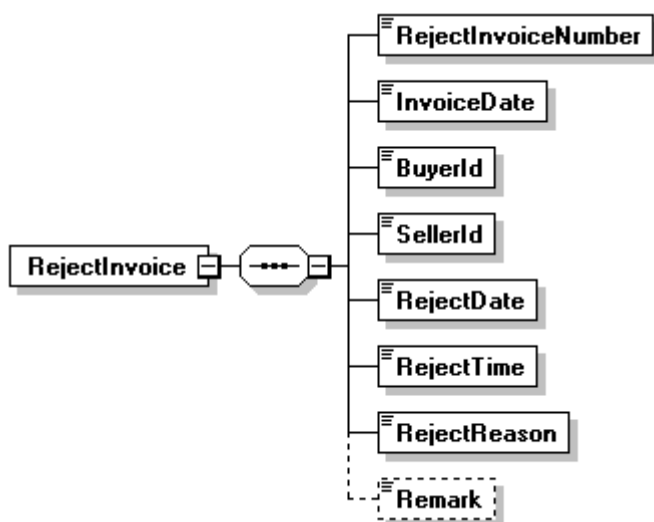 RejectInvoiceNumber
InvoiceDate
BuyerId
SellerId
RejectInvoice
RejectDate
RejectTime
RejectReason
Remark